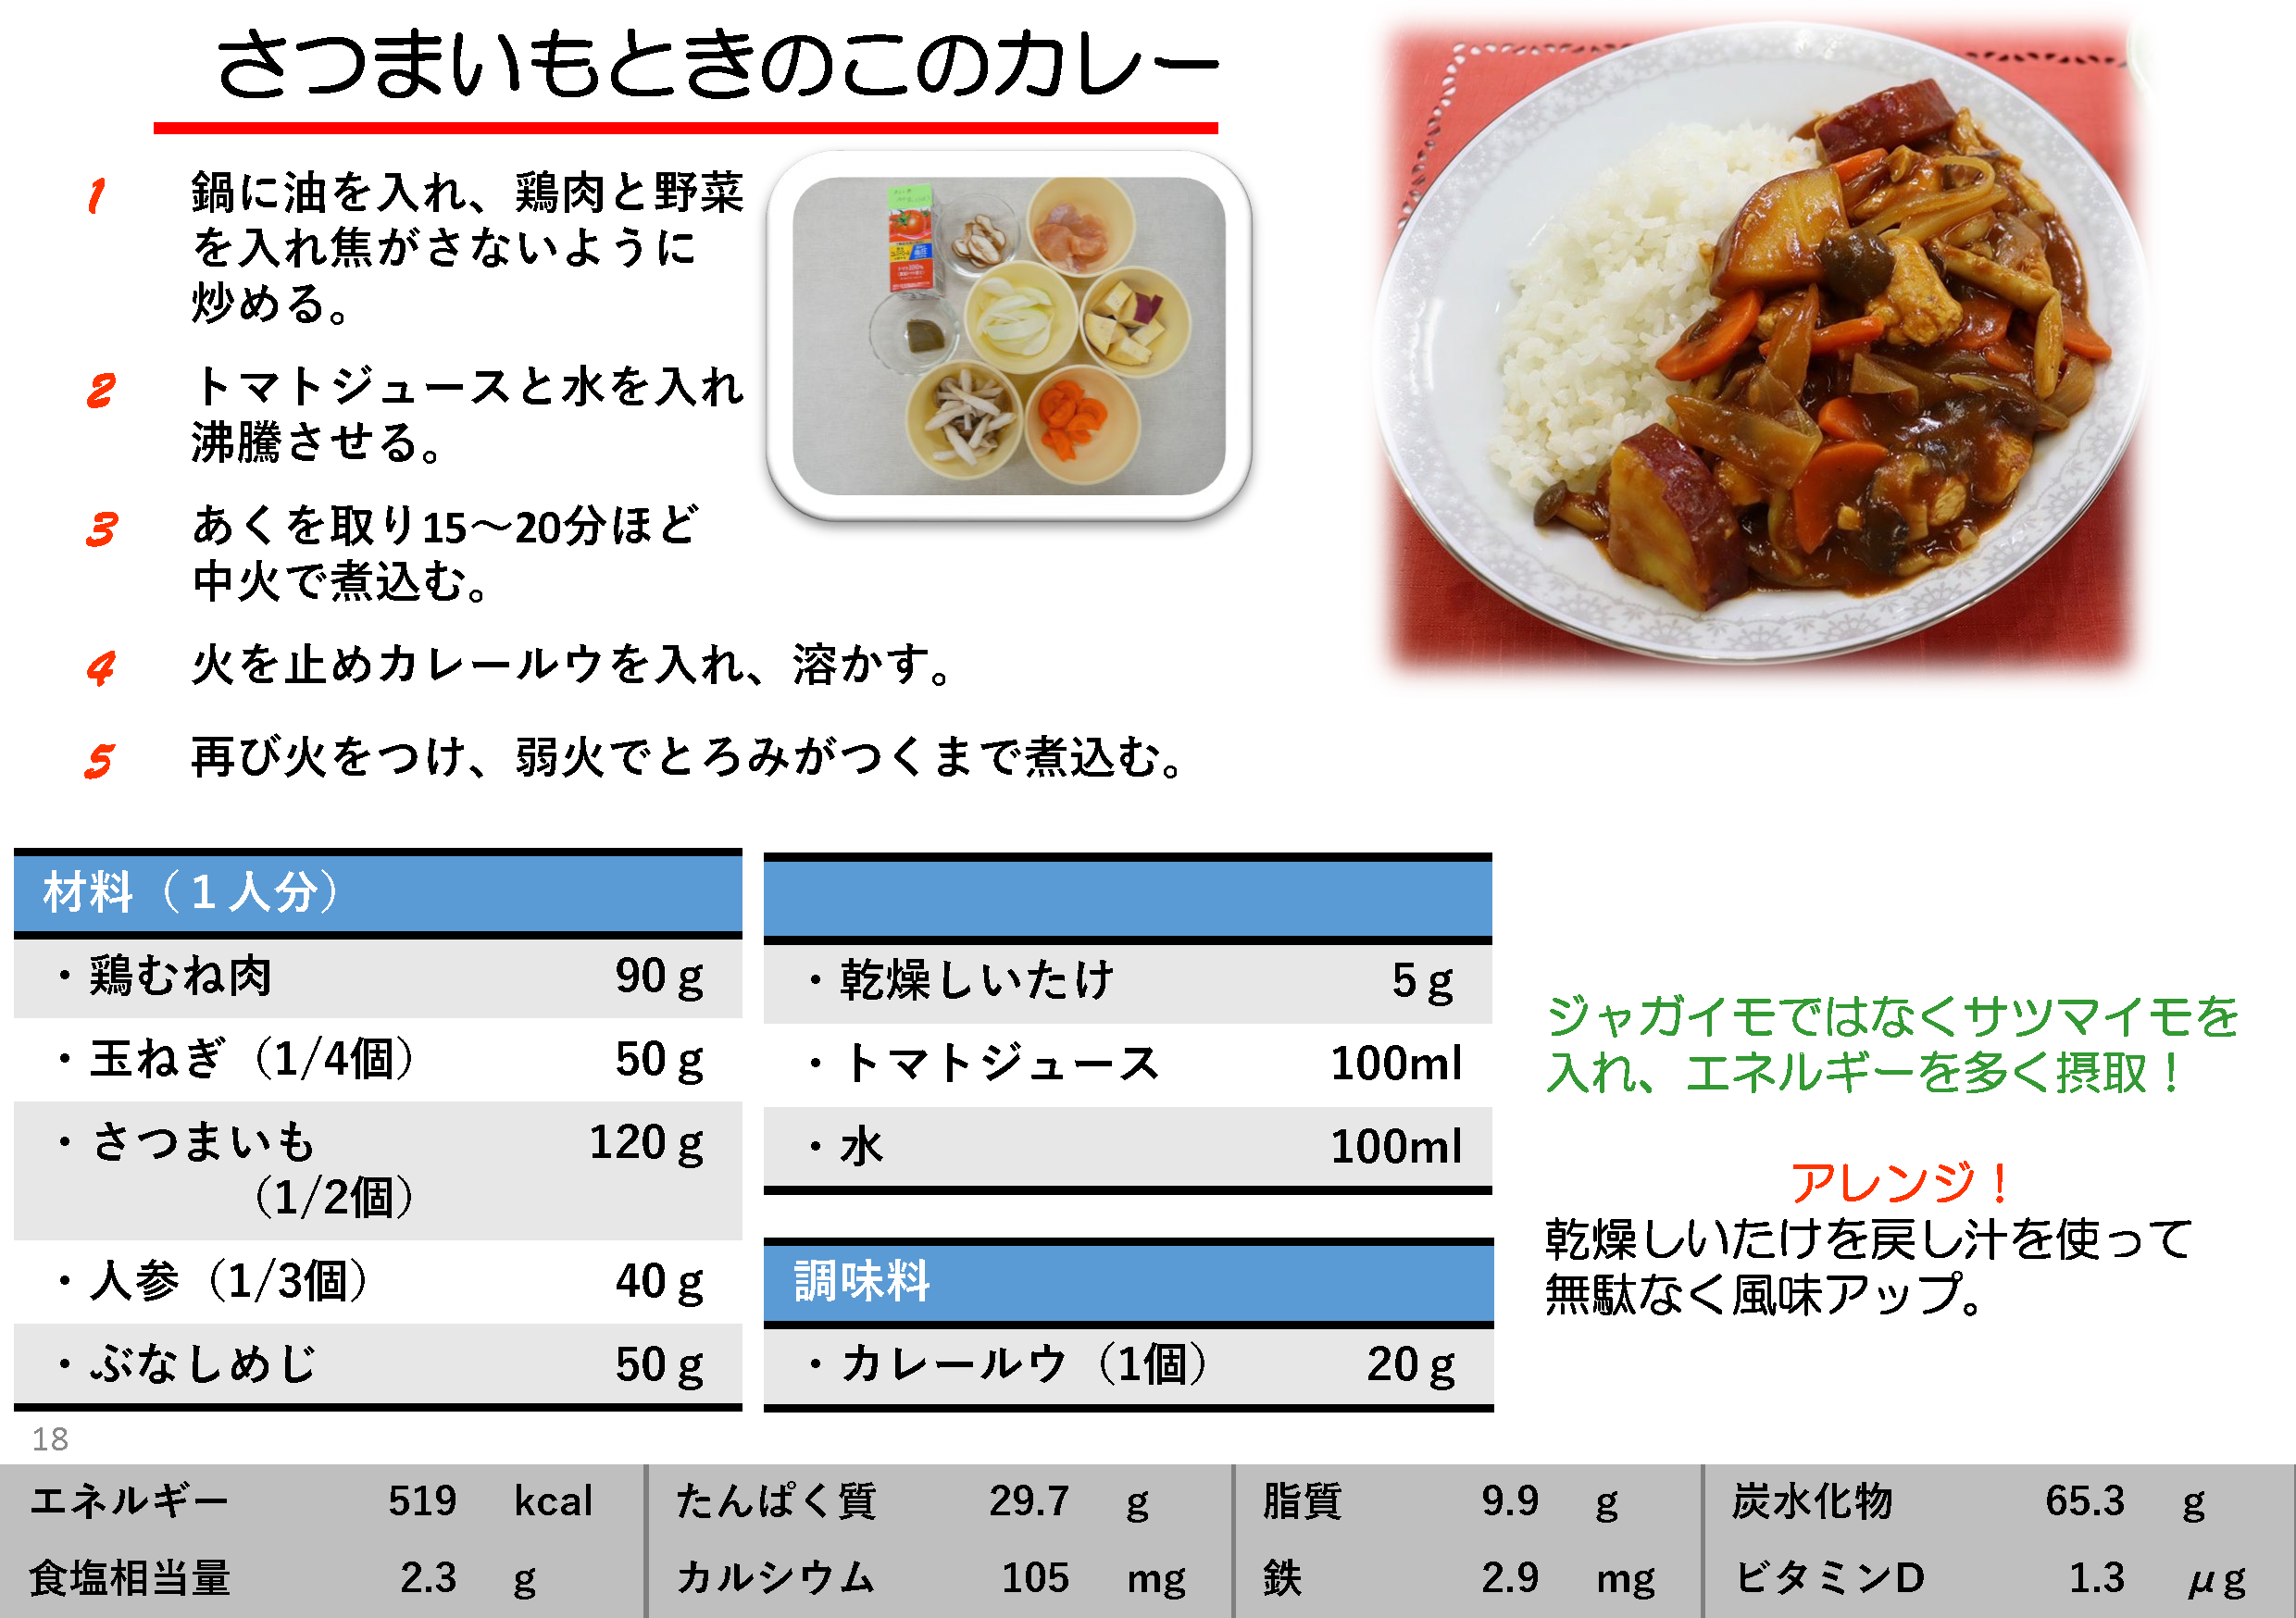 さつまいもときのこのカレー
1 鍋に油を入れ、鶏肉と野菜
を入れ焦がさないように
炒める。
2 トマトジュースと水を入れ
沸騰させる。
3 あくを取り15～20分ほど
中火で煮込む。
4 火を止めカレールウを入れ、溶かす。
5 再び火をつけ、弱火でとろみがつくまで煮込む。
材料（１人分）
・鶏むね肉 90ｇ
・玉ねぎ（1/4個） 50ｇ
・さつまいも 120ｇ
（1/2個）
・人参（1/3個） 40ｇ
・ぶなしめじ 50ｇ
・乾燥しいたけ 5ｇ
・トマトジュース 100ml
・水 100ml
調味料
・カレールウ（1個） 20ｇ
ジャガイモではなくサツマイモを
入れ、エネルギーを多く摂取！
アレンジ！
乾燥しいたけを戻し汁を使って
無駄なく風味アップ。
18
エネルギー 519 kcal たんぱく質 29.7 g 脂質 9.9 g 炭水化物 65.3 g
食塩相当量 2.3 g カルシウム 105 mg 鉄 2.9 mg ビタミンD 1.3 μg